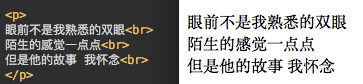 <p>
眼前不是我熟悉的双眼<br>
陌生的感觉一点点<br>
但是他的故事 我怀念<br>
</p>
眼前不是我熟悉的双眼
陌生的感觉一点点
但是他的故事 我怀念